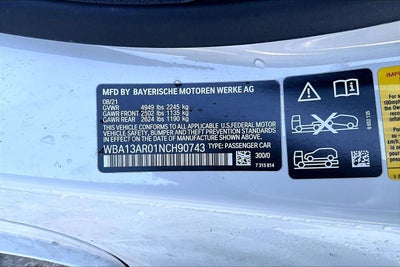 MFD BY BAYERISCHE MOTOREN WERKE AG
08/21
GVWR 4949 lbs 2245 kg
GAWR FRONT 2502 lbs 1135 kg
GAWR REAR 2624 lbs 1190 kg
THIS VEHICLE CONFORMS TO ALL APPLICABLE U.S. FEDERAL MOTOR
VEHICLE SAFETY, BUMPER AND THEFT PREVENTION STANDARDS IN
EFFECT ON THE DATE OF MANUFACTURE SHOWN ABOVE.
WBA13AR01NCH90743 TYPE: PASSENGER CAR
300/0
7 315 814
6 852 135